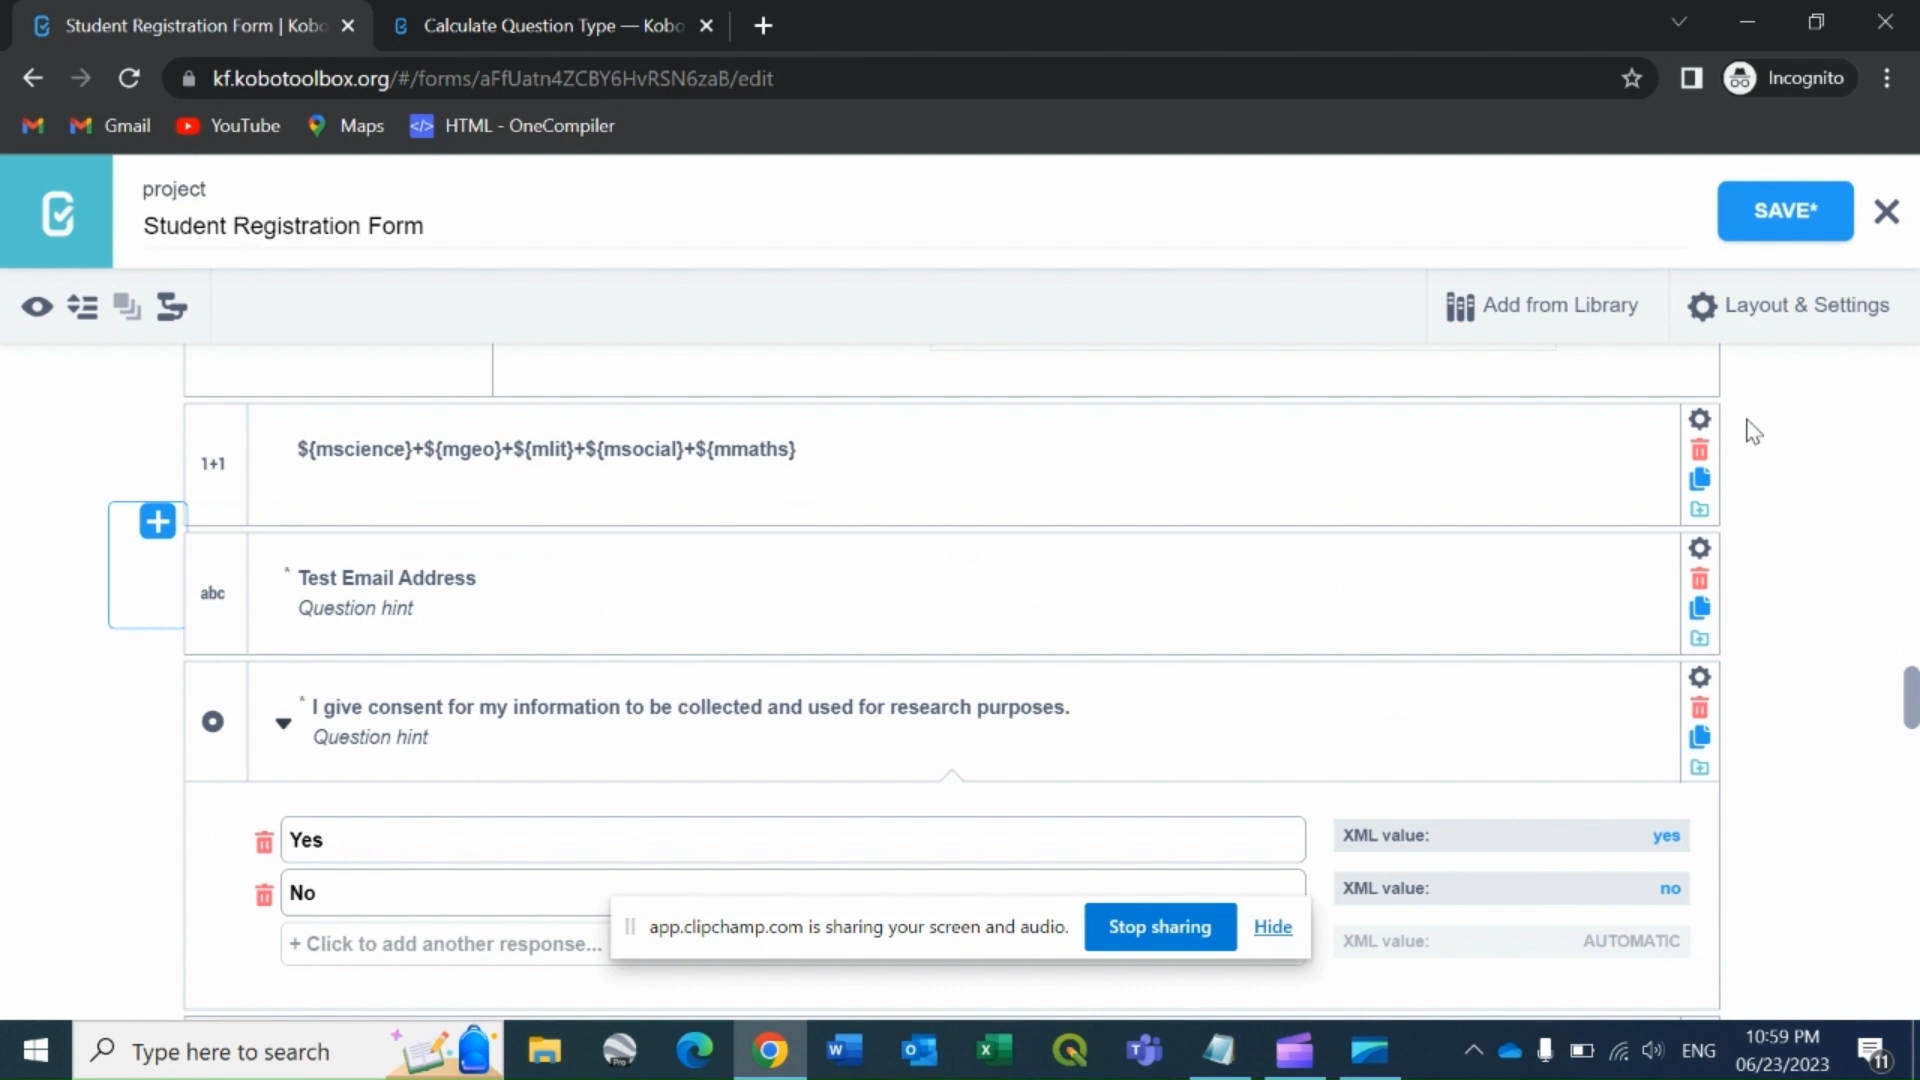 Student Registration Form | Kobo
Calculate Question Type — Kobo
kf.kobotoolbox.org/#/forms/aFfUatn4ZCBY6HvRSN6zaB/edit
Incognito
Gmail
YouTube
Maps
HTML - OneCompiler
project
Student Registration Form
SAVE*
Add from Library
Layout & Settings
1+1
${mscience}+${mgeo}+${mlit}+${msocial}+${mmaths}
abc
* Test Email Address
Question hint
* I give consent for my information to be collected and used for research purposes.
Question hint
Yes
XML value: yes
No
XML value: no
+ Click to add another response...
XML value: AUTOMATIC
app.clipchamp.com is sharing your screen and audio.
Stop sharing
Hide
Type here to search
Pro
ENG
10:59 PM
06/23/2023
11